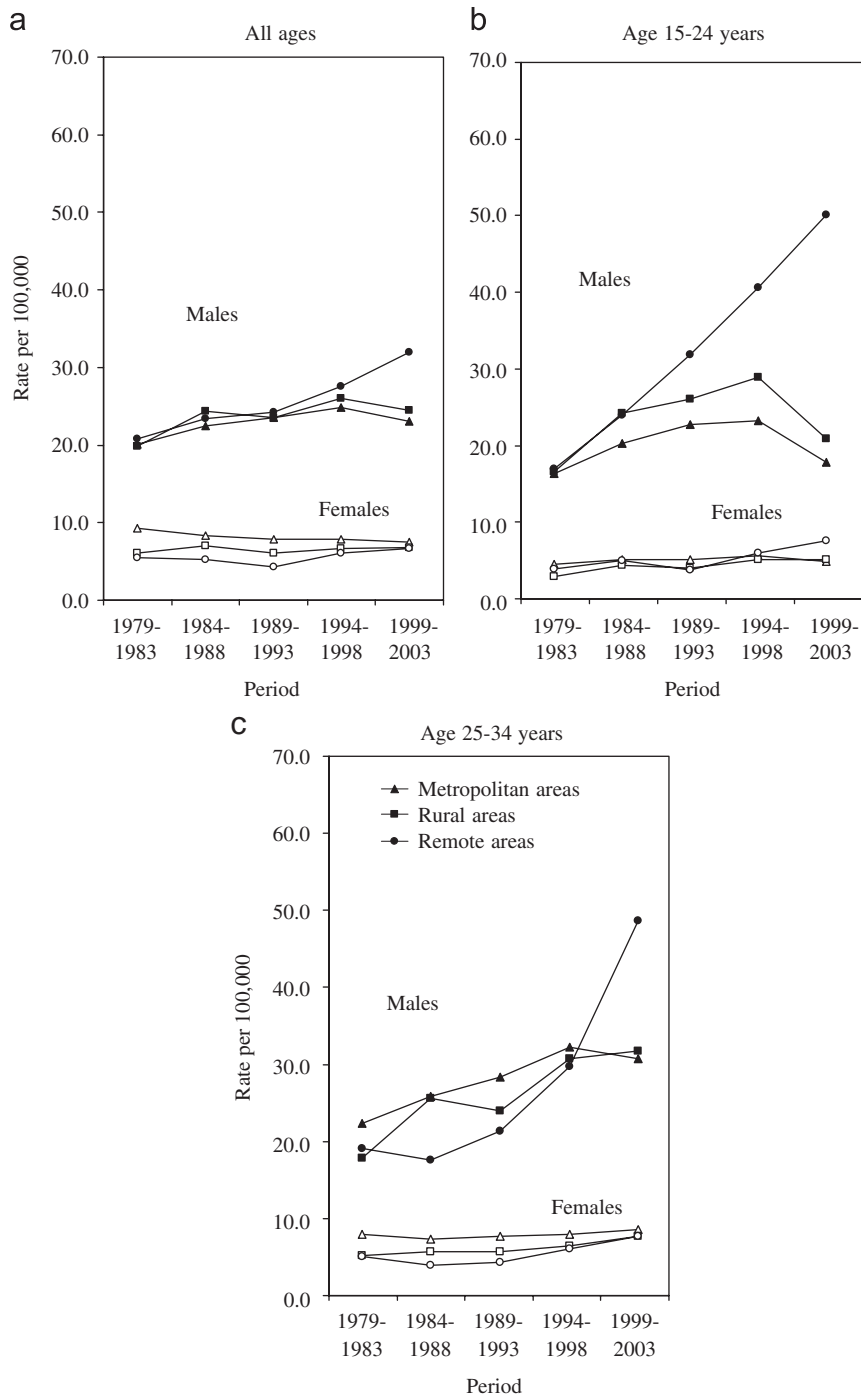 a
All ages
70.0
60.0
50.0
40.0
30.0
20.0
10.0
0.0
Rate per 100,000
Males
Females
1979- 1984- 1989- 1994- 1999-
1983 1988 1993 1998 2003
Period
b
Age 15-24 years
70.0
60.0
50.0
40.0
30.0
20.0
10.0
0.0
Males
Females
1979- 1984- 1989- 1994- 1999-
1983 1988 1993 1998 2003
Period
c
Age 25-34 years
70.0
60.0
50.0
40.0
30.0
20.0
10.0
0.0
Rate per 100,000
Metropolitan areas
Rural areas
Remote areas
Males
Females
1979- 1984- 1989- 1994- 1999-
1983 1988 1993 1998 2003
Period